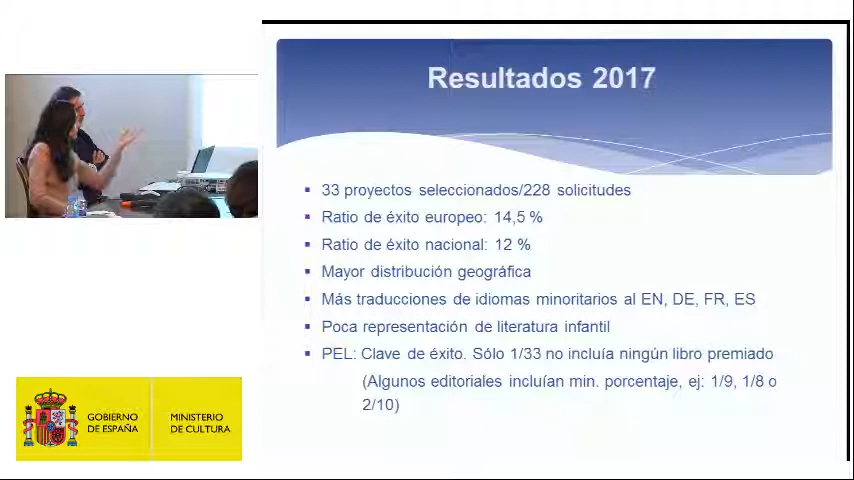 Resultados 2017
▪ 33 proyectos seleccionados/228 solicitudes
▪ Ratio de éxito europeo: 14,5 %
▪ Ratio de éxito nacional: 12 %
▪ Mayor distribución geográfica
▪ Más traducciones de idiomas minoritarios al EN, DE, FR, ES
▪ Poca representación de literatura infantil
▪ PEL: Clave de éxito. Sólo 1/33 no incluía ningún libro premiado
(Algunos editoriales incluían min. porcentaje, ej: 1/9, 1/8 o
2/10)
GOBIERNO
DE ESPAÑA
MINISTERIO
DE CULTURA